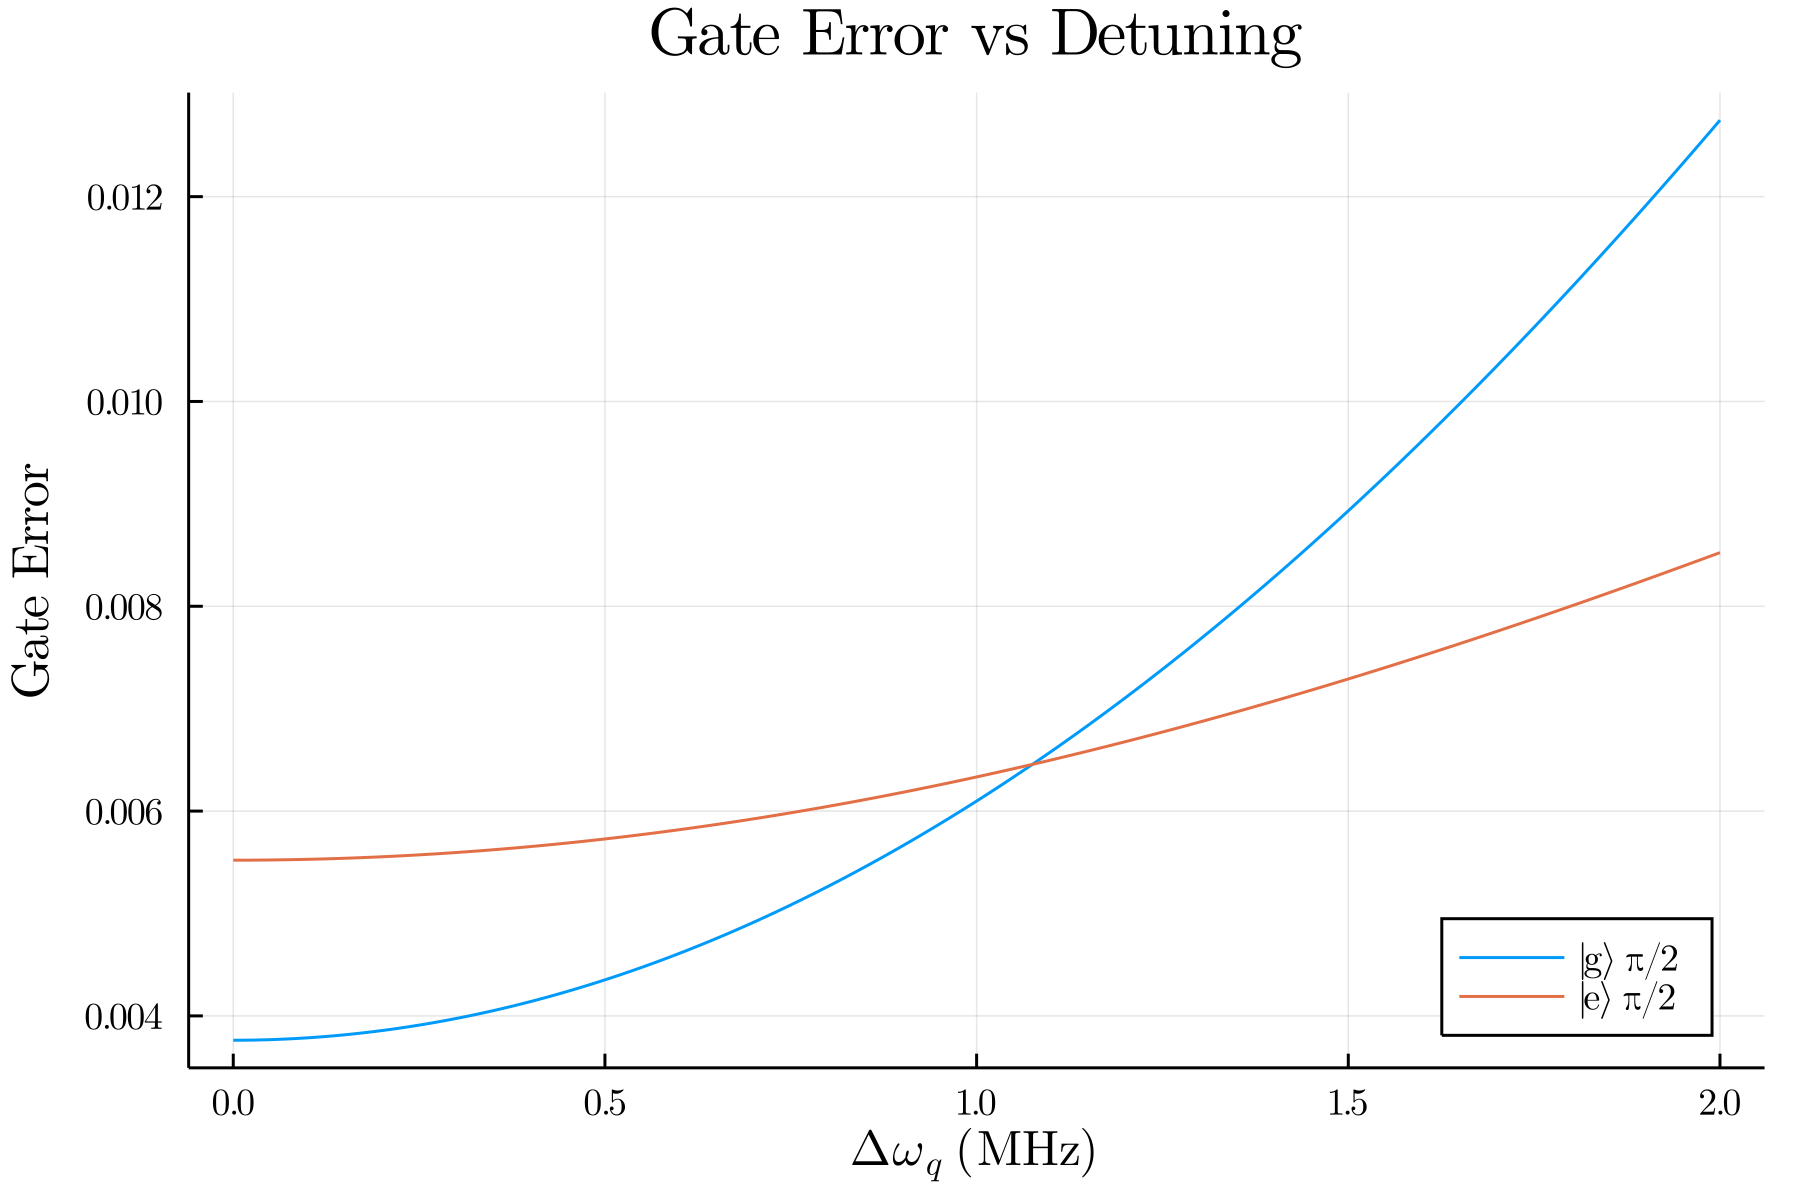 Gate Error vs Detuning
Gate Error
0.012
0.010
0.008
0.006
0.004
0.0 0.5 1.0 1.5 2.0
Δω_q (MHz)
|g⟩ π/2
|e⟩ π/2